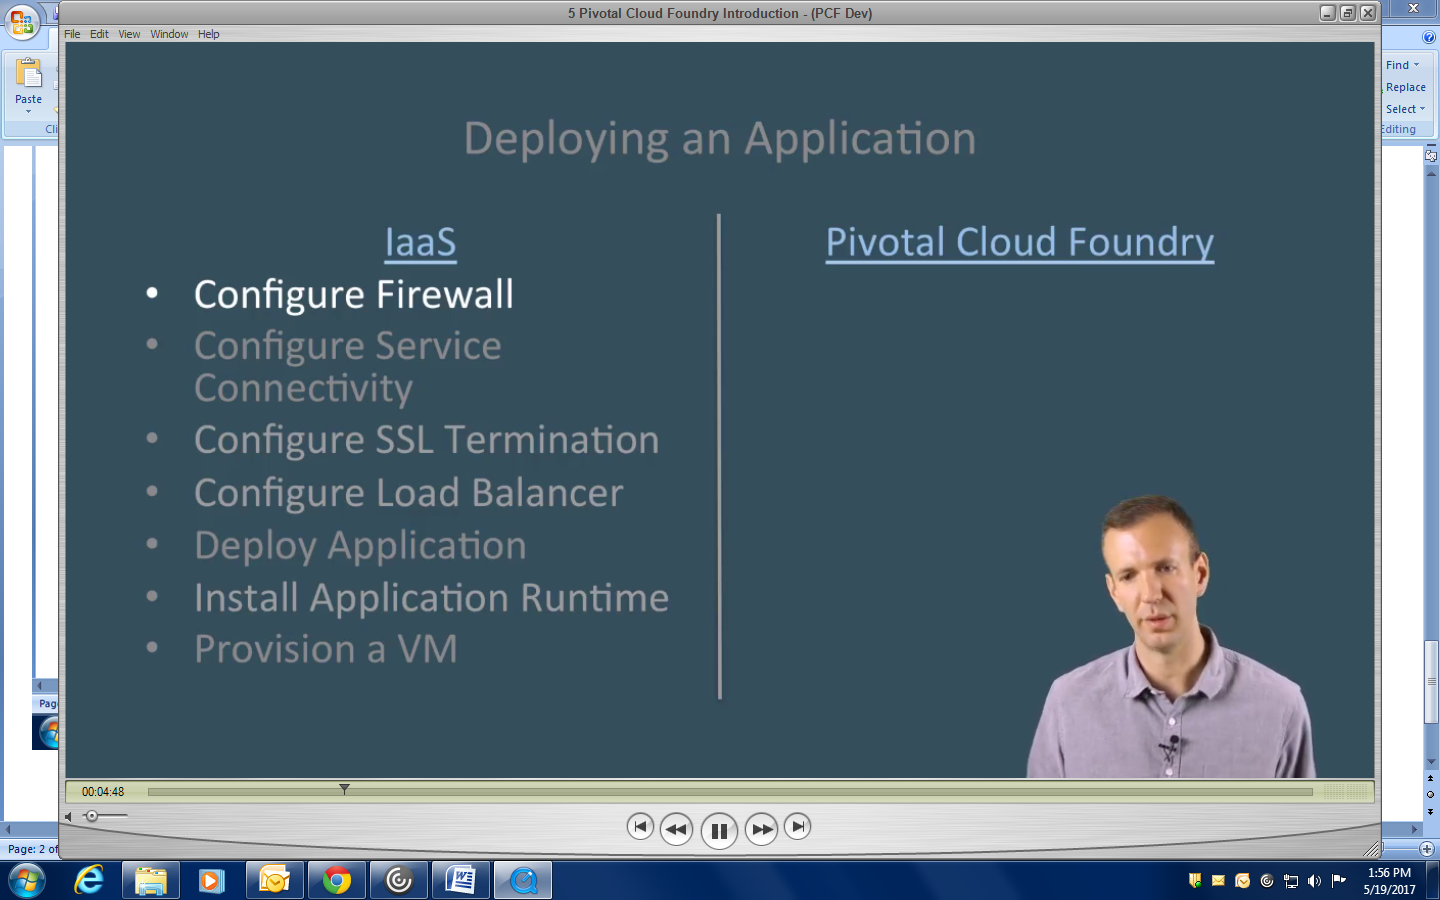 5 Pivotal Cloud Foundry Introduction - (PCF Dev)
File Edit View Window Help
Paste
Cli
Find
Replace
Select
Editing
Deploying an Application
IaaS
• Configure Firewall
• Configure Service
Connectivity
• Configure SSL Termination
• Configure Load Balancer
• Deploy Application
• Install Application Runtime
• Provision a VM
Pivotal Cloud Foundry
Pag
00:04:48
Page: 2 of
1:56 PM
5/19/2017